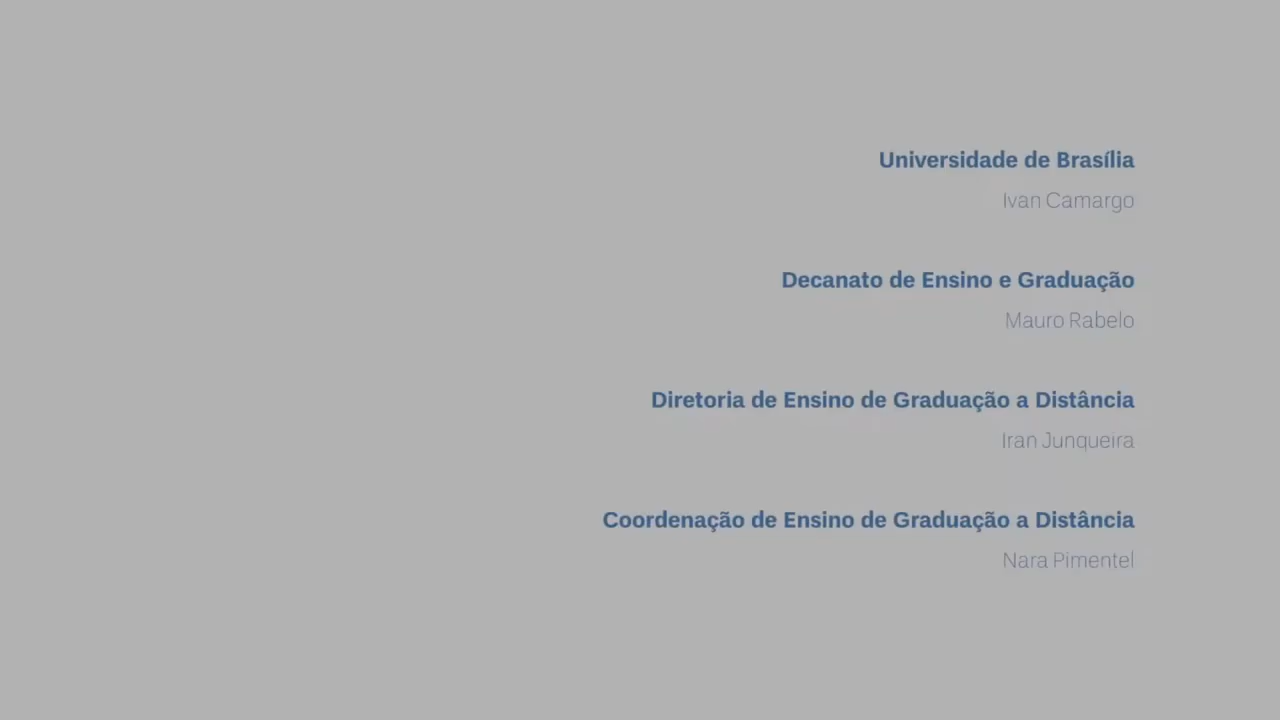 Universidade de Brasília
Ivan Camargo
Decanato de Ensino e Graduação
Mauro Rabelo
Diretoria de Ensino de Graduação a Distância
Iran Junqueira
Coordenação de Ensino de Graduação a Distância
Nara Pimentel